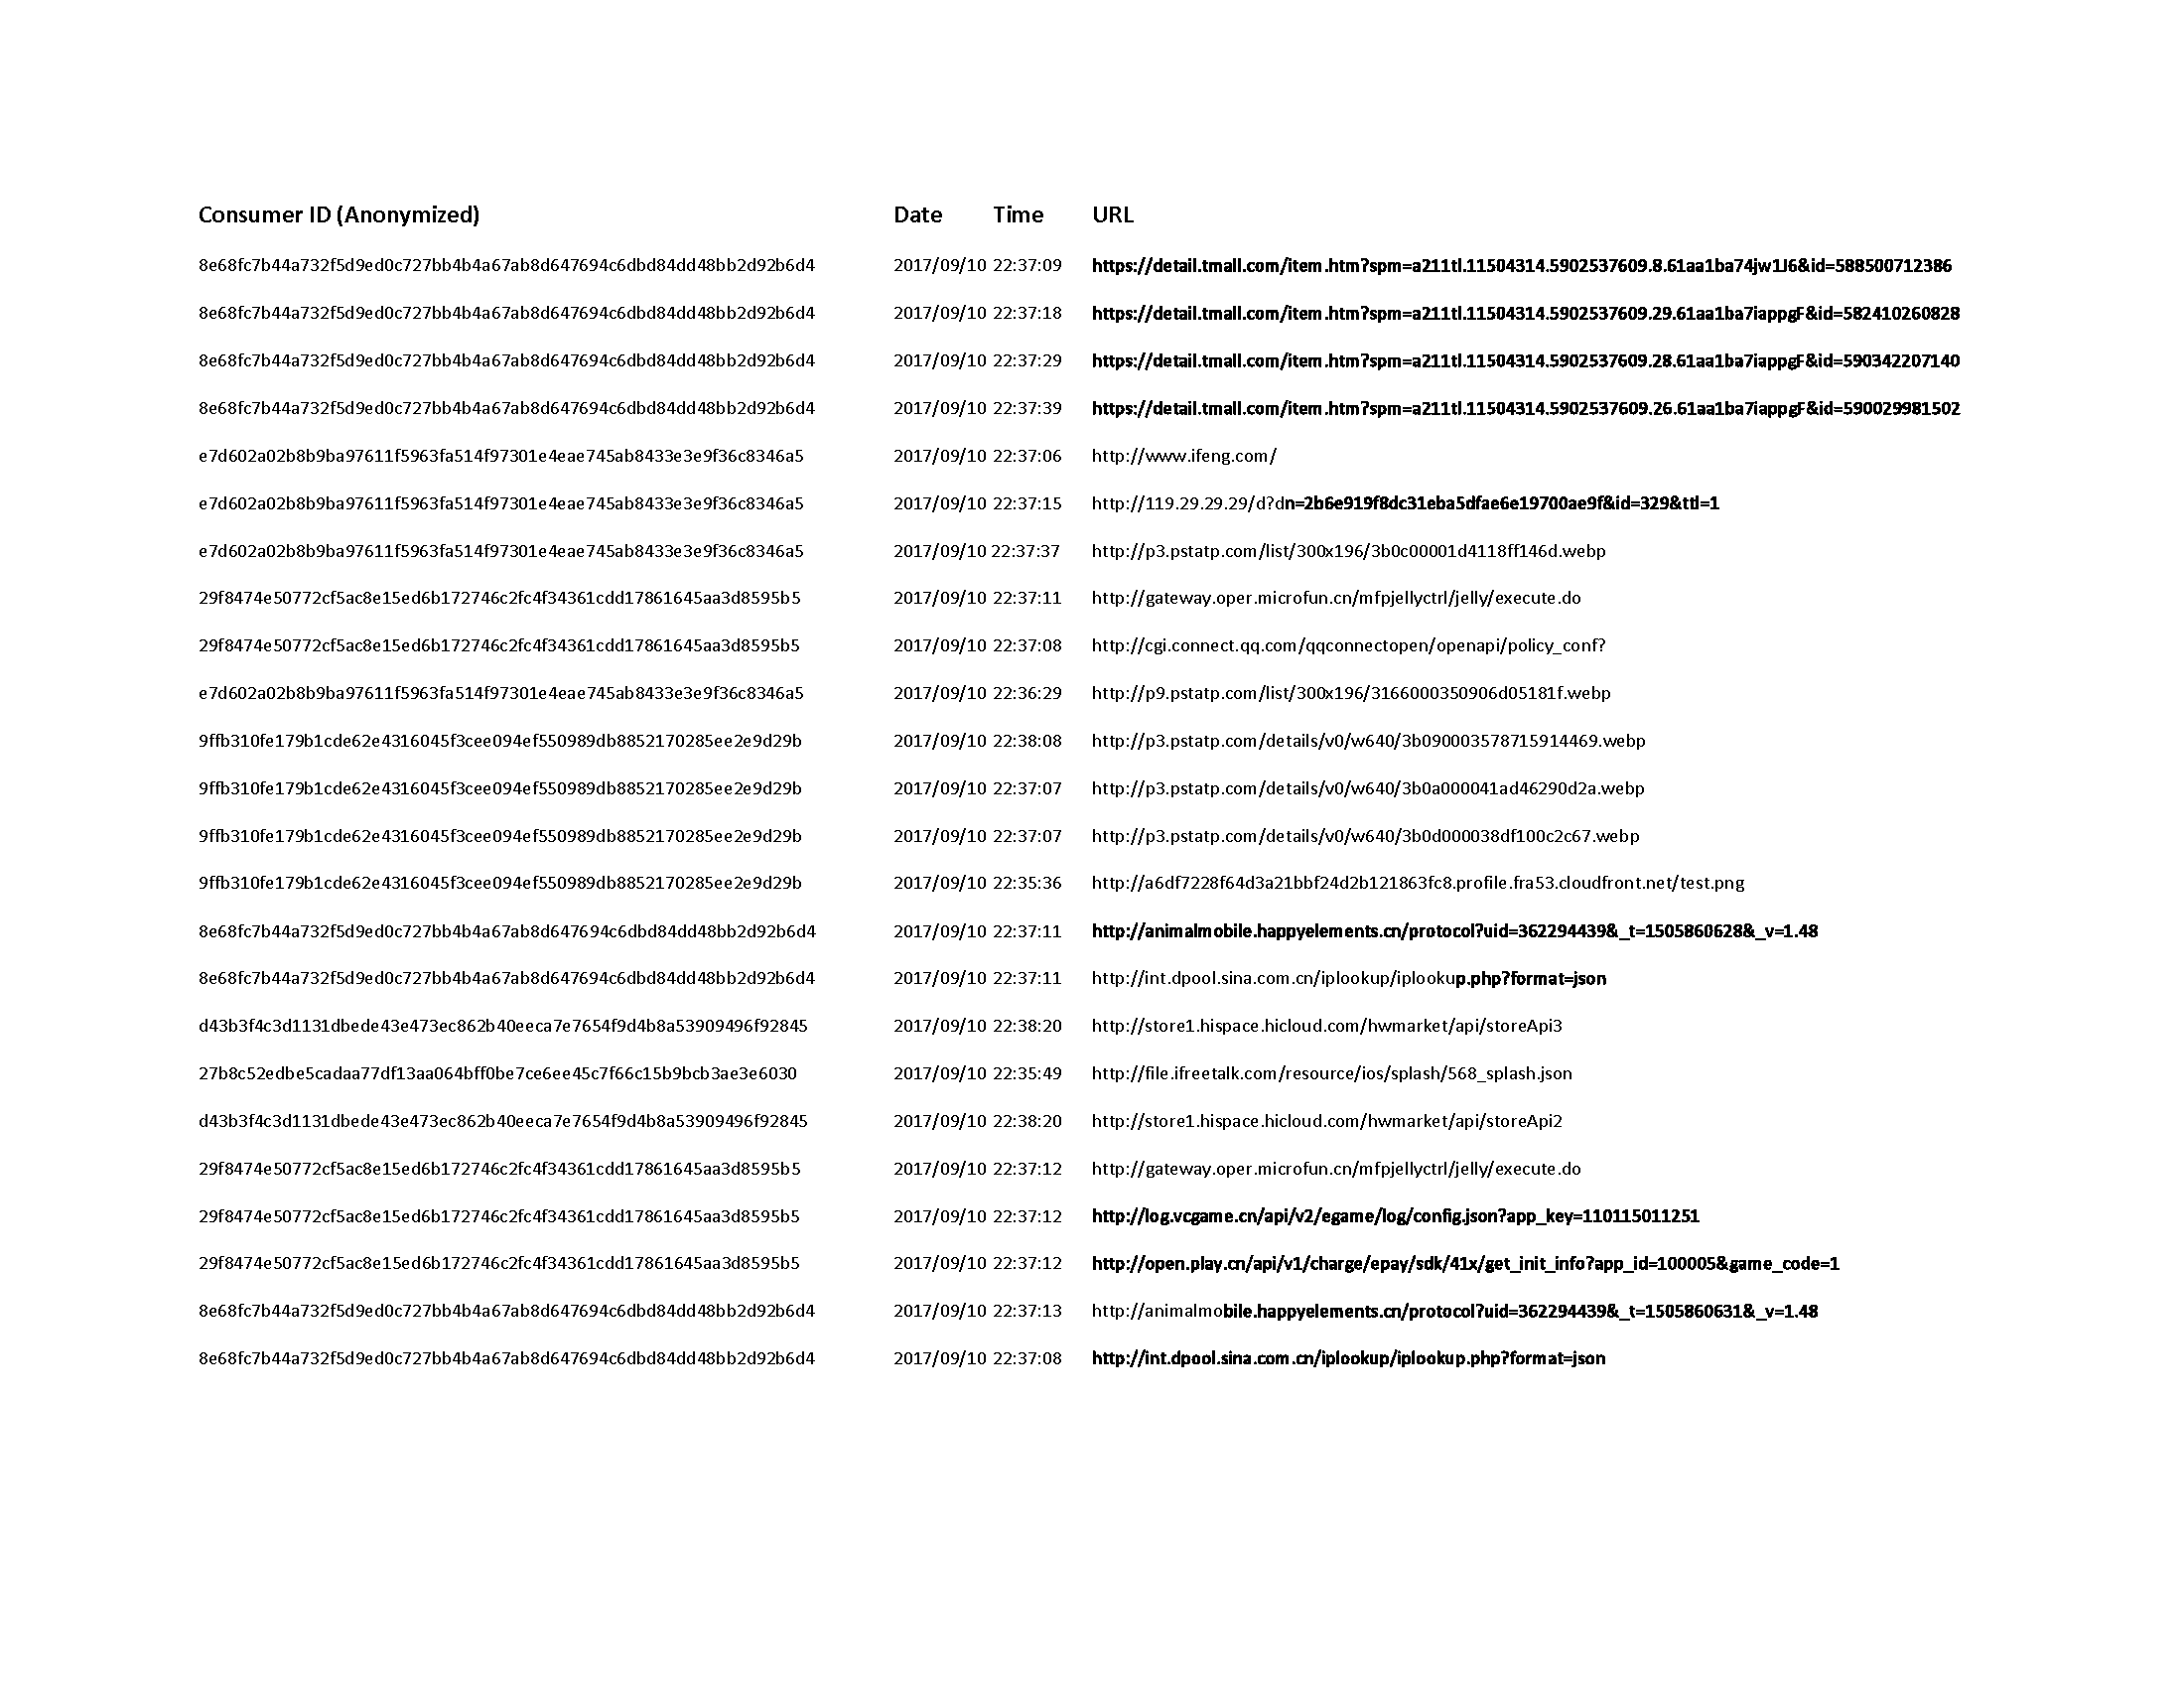 Consumer ID (Anonymized) Date Time URL
8e68fc7b44a732f5d9ed0c727bb4b4a67ab8d647694c6dbd84dd48bb2d92b6d4 2017/09/10 22:37:09 https://detail.tmall.com/item.htm?spm=a211tl.11504314.5902537609.8.61aa1ba74jw1J6&id=588500712386
8e68fc7b44a732f5d9ed0c727bb4b4a67ab8d647694c6dbd84dd48bb2d92b6d4 2017/09/10 22:37:18 https://detail.tmall.com/item.htm?spm=a211tl.11504314.5902537609.29.61aa1ba7iappgF&id=582410260828
8e68fc7b44a732f5d9ed0c727bb4b4a67ab8d647694c6dbd84dd48bb2d92b6d4 2017/09/10 22:37:29 https://detail.tmall.com/item.htm?spm=a211tl.11504314.5902537609.28.61aa1ba7iappgF&id=590342207140
8e68fc7b44a732f5d9ed0c727bb4b4a67ab8d647694c6dbd84dd48bb2d92b6d4 2017/09/10 22:37:39 https://detail.tmall.com/item.htm?spm=a211tl.11504314.5902537609.26.61aa1ba7iappgF&id=590029981502
e7d602a02b8b9ba97611f5963fa514f97301e4eae745ab8433e3e9f36c8346a5 2017/09/10 22:37:06 http://www.ifeng.com/
e7d602a02b8b9ba97611f5963fa514f97301e4eae745ab8433e3e9f36c8346a5 2017/09/10 22:37:15 http://119.29.29.29/d?dn=2b6e919f8dc31eba5dfae6e19700ae9f&id=329&ttl=1
e7d602a02b8b9ba97611f5963fa514f97301e4eae745ab8433e3e9f36c8346a5 2017/09/10 22:37:37 http://p3.pstatp.com/list/300x196/3b0c00001d4118ff146d.webp
29f8474e50772cf5ac8e15ed6b172746c2fc4f34361cdd17861645aa3d8595b5 2017/09/10 22:37:11 http://gateway.oper.microfun.cn/mfpjellyctrl/jelly/execute.do
29f8474e50772cf5ac8e15ed6b172746c2fc4f34361cdd17861645aa3d8595b5 2017/09/10 22:37:08 http://cgi.connect.qq.com/qqconnectopen/openapi/policy_conf?
e7d602a02b8b9ba97611f5963fa514f97301e4eae745ab8433e3e9f36c8346a5 2017/09/10 22:36:29 http://p9.pstatp.com/list/300x196/3166000350906d05181f.webp
9ffb310fe179b1cde62e4316045f3cee094ef550989db8852170285ee2e9d29b 2017/09/10 22:38:08 http://p3.pstatp.com/details/v0/w640/3b090003578715914469.webp
9ffb310fe179b1cde62e4316045f3cee094ef550989db8852170285ee2e9d29b 2017/09/10 22:37:07 http://p3.pstatp.com/details/v0/w640/3b0a000041ad46290d2a.webp
9ffb310fe179b1cde62e4316045f3cee094ef550989db8852170285ee2e9d29b 2017/09/10 22:37:07 http://p3.pstatp.com/details/v0/w640/3b0d000038df100c2c67.webp
9ffb310fe179b1cde62e4316045f3cee094ef550989db8852170285ee2e9d29b 2017/09/10 22:35:36 http://a6df7228f64d3a21bbf24d2b121863fc8.profile.fra53.cloudfront.net/test.png
8e68fc7b44a732f5d9ed0c727bb4b4a67ab8d647694c6dbd84dd48bb2d92b6d4 2017/09/10 22:37:11 http://animalmobile.happyelements.cn/protocol?uid=362294439&_t=1505860628&_v=1.48
8e68fc7b44a732f5d9ed0c727bb4b4a67ab8d647694c6dbd84dd48bb2d92b6d4 2017/09/10 22:37:11 http://int.dpool.sina.com.cn/iplookup/iplookup.php?format=json
d43b3f4c3d1131dbede43e473ec862b40eeca7e7654f9d4b8a53909496f92845 2017/09/10 22:38:20 http://store1.hispace.hicloud.com/hwmarket/api/storeApi3
27b8c52edbe5cadaa77df13aa064bff0be7ce6ee45c7f66c15b9bcb3ae3e6030 2017/09/10 22:35:49 http://file.ifreetalk.com/resource/ios/splash/568_splash.json
d43b3f4c3d1131dbede43e473ec862b40eeca7e7654f9d4b8a53909496f92845 2017/09/10 22:38:20 http://store1.hispace.hicloud.com/hwmarket/api/storeApi2
29f8474e50772cf5ac8e15ed6b172746c2fc4f34361cdd17861645aa3d8595b5 2017/09/10 22:37:12 http://gateway.oper.microfun.cn/mfpjellyctrl/jelly/execute.do
29f8474e50772cf5ac8e15ed6b172746c2fc4f34361cdd17861645aa3d8595b5 2017/09/10 22:37:12 http://log.vcgame.cn/api/v2/egame/log/config.json?app_key=110115011251
29f8474e50772cf5ac8e15ed6b172746c2fc4f34361cdd17861645aa3d8595b5 2017/09/10 22:37:12 http://open.play.cn/api/v1/charge/epay/sdk/41x/get_init_info?app_id=100005&game_code=1
8e68fc7b44a732f5d9ed0c727bb4b4a67ab8d647694c6dbd84dd48bb2d92b6d4 2017/09/10 22:37:13 http://animalmobile.happyelements.cn/protocol?uid=362294439&_t=1505860631&_v=1.48
8e68fc7b44a732f5d9ed0c727bb4b4a67ab8d647694c6dbd84dd48bb2d92b6d4 2017/09/10 22:37:08 http://int.dpool.sina.com.cn/iplookup/iplookup.php?format=json